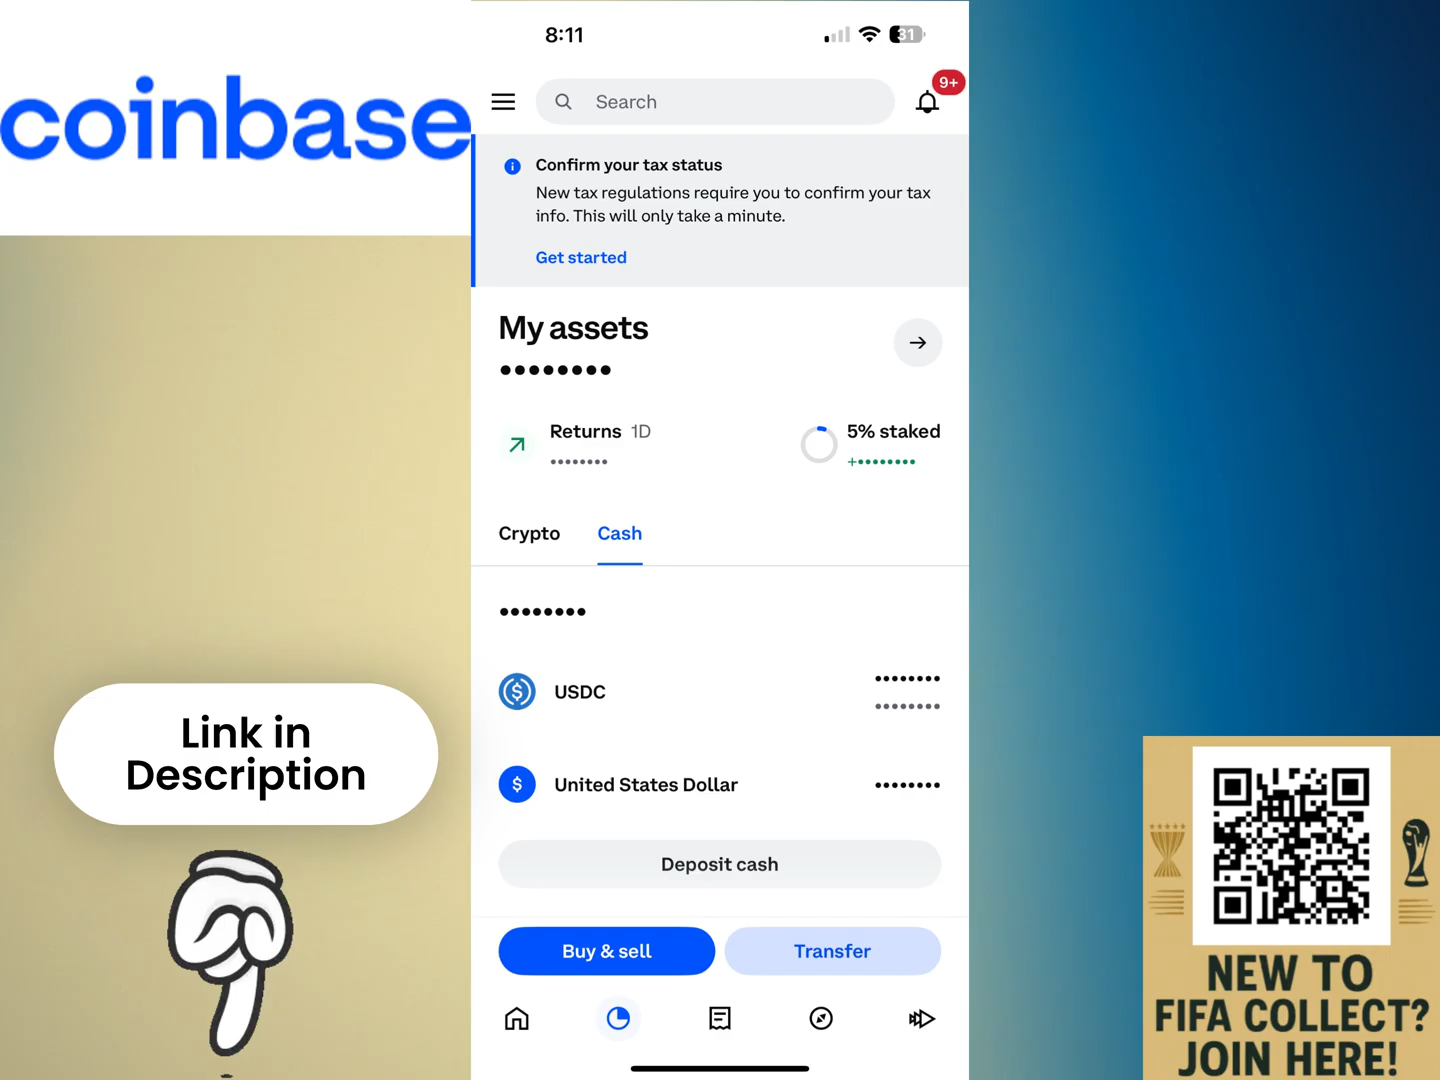 coinbase
8:11
31
Search
9+
Confirm your tax status
New tax regulations require you to confirm your tax
info. This will only take a minute.
Get started
My assets
••••••••
Returns 1D
••••••••
5% staked
+••••••••
Crypto
Cash
••••••••
USDC
••••••••
••••••••
United States Dollar
••••••••
Deposit cash
Buy & sell
Transfer
Link in
Description
NEW TO
FIFA COLLECT?
JOIN HERE!